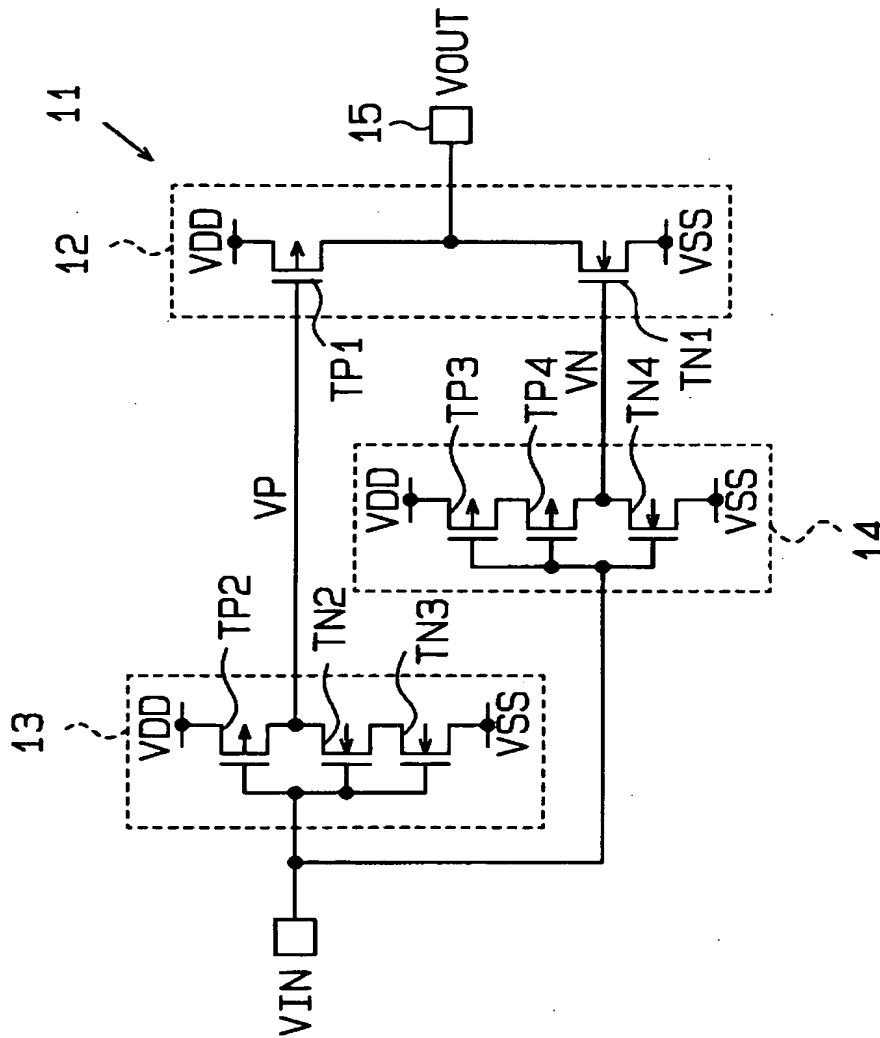 11
12
VDD
TP1
15
VOUT
TN1
VSS
13
VDD
TP2
VP
TN2
TN3
VSS
VDD
TP3
TP4
VN
TN4
VSS
14
VIN